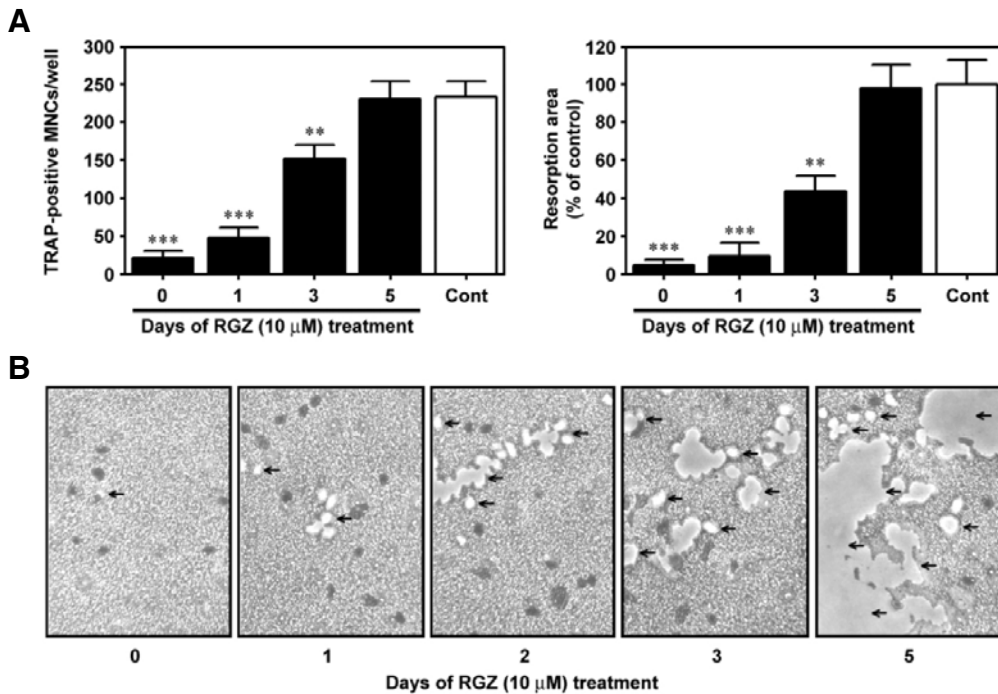 A
TRAP-positive MNCs/well
300
250
200
150
100
50
0
***
***
**
0 1 3 5 Cont
Days of RGZ (10 μM) treatment
Resorption area
(% of control)
120
100
80
60
40
20
0
***
***
**
0 1 3 5 Cont
Days of RGZ (10 μM) treatment
B
0 1 2 3 5
Days of RGZ (10 μM) treatment